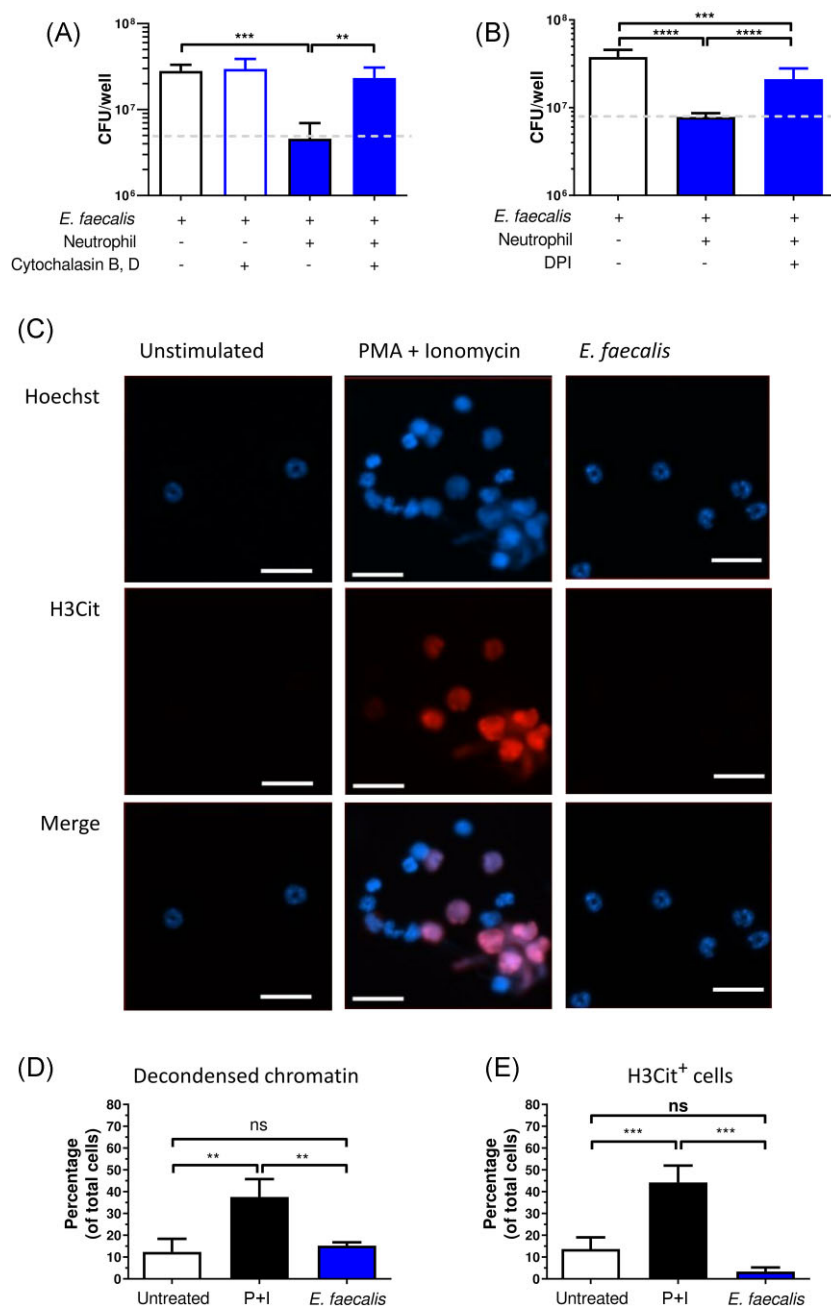 (A)
10⁸
10⁷
10⁶
CFU/well
***
**
E. faecalis + + + +
Neutrophil - - + +
Cytochalasin B, D - + - +
(B)
10⁸
10⁷
10⁶
CFU/well
***
****
****
E. faecalis + + +
Neutrophil - + +
DPI - - +
(C)
Unstimulated PMA + Ionomycin E. faecalis
Hoechst
H3Cit
Merge
(D)
Decondensed chromatin
80
70
60
50
40
30
20
10
0
Percentage
(of total cells)
ns
** **
Untreated P+I E. faecalis
(E)
H3Cit⁺ cells
80
70
60
50
40
30
20
10
0
Percentage
(of total cells)
ns
*** ***
Untreated P+I E. faecalis